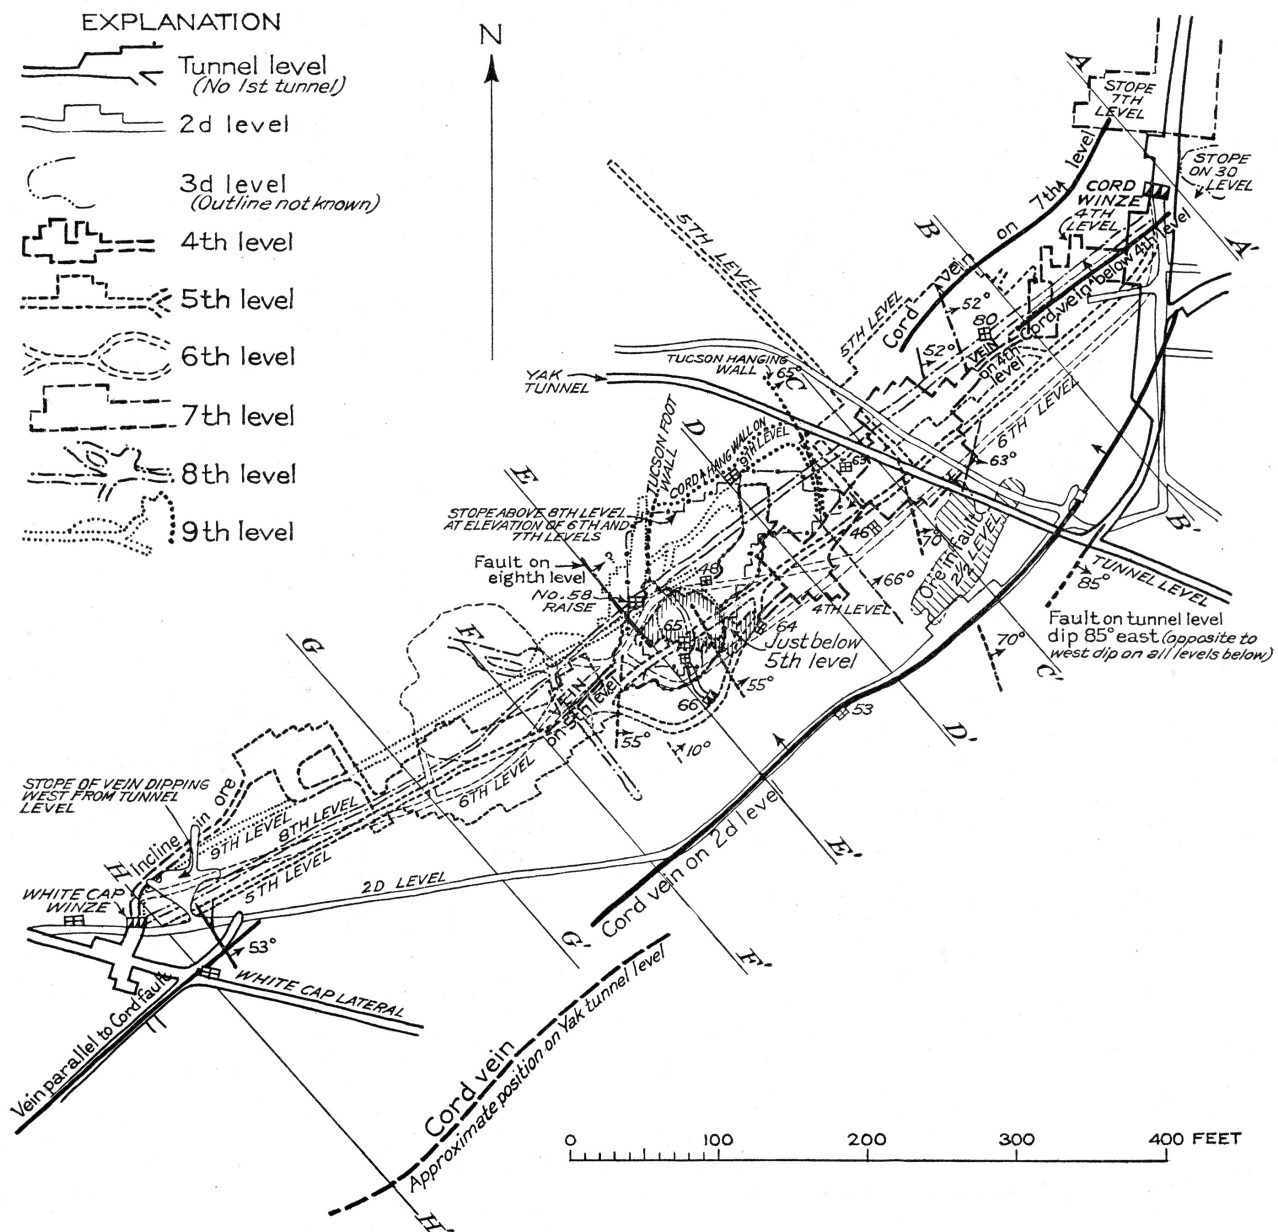 EXPLANATION
Tunnel level
(No 1st tunnel)
2d level
3d level
(Outline not known)
4th level
5th level
6th level
7th level
8th level
9th level
N
A
STOPE
7TH
LEVEL
STOPE
ON 3D
LEVEL
CORD
WINZE
4TH
LEVEL
A'
B
Cord vein on 7th level
Cord vein below 4th level
5TH LEVEL
5TH LEVEL
52°
80
52°
VEIN
on 4th
level
TUCSON HANGING
WALL
65°
C
YAK
TUNNEL
6TH LEVEL
TUCSON FOOT
WALL
D
CORD HANG WALL ON
9TH LEVEL
63
63°
E
STOPE ABOVE 8TH LEVEL
AT ELEVATION OF 6TH AND
7TH LEVELS
46
70°
Ore in Fault
2½ LEVEL
B'
Fault on
eighth level
?
48
66°
TUNNEL LEVEL
85°
No. 58
RAISE
4TH LEVEL
Fault on tunnel level
dip 85° east (opposite to
west dip on all levels below)
G
F
65
64
Just below
5th level
70°
C'
VEIN
on 5th level
55°
66
53
D'
55°
10°
STOPE OF VEIN DIPPING
WEST FROM TUNNEL
LEVEL
Incline in ore
9TH LEVEL
8TH LEVEL
6TH LEVEL
5TH LEVEL
H
E'
WHITE CAP
WINZE
2D LEVEL
Cord vein on 2d level
53°
G'
F'
WHITE CAP LATERAL
Vein parallel to Cord fault
Cord vein
Approximate position on Yak tunnel level
H'
0 100 200 300 400 FEET